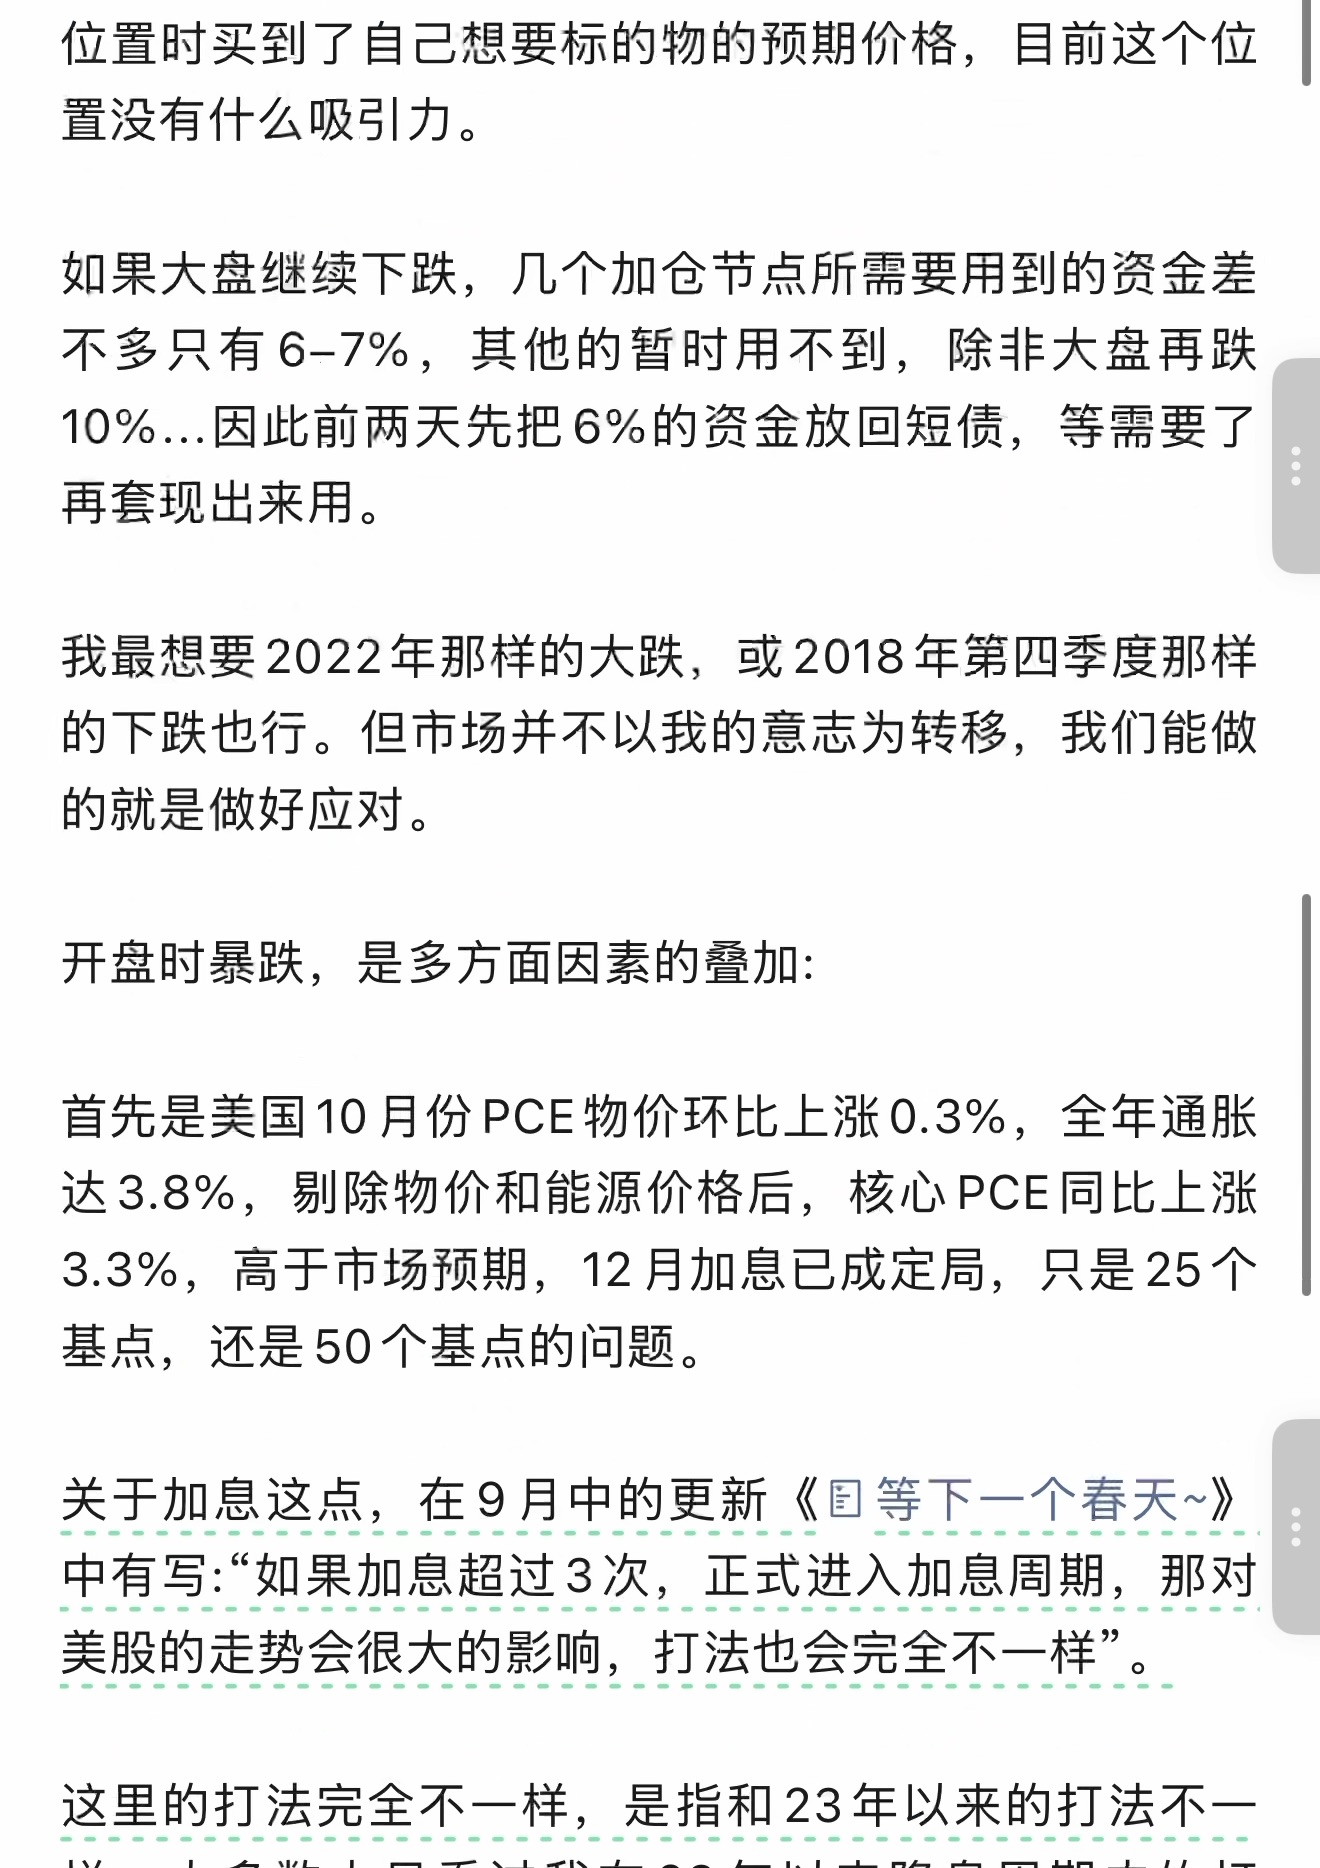 位置时买到了自己想要标的物的预期价格，目前这个位
置没有什么吸引力。
如果大盘继续下跌，几个加仓节点所需要用到的资金差
不多只有6–7%，其他的暂时用不到，除非大盘再跌
10%...因此前两天先把6%的资金放回短债，等需要了
再套现出来用。
我最想要2022年那样的大跌，或2018年第四季度那样
的下跌也行。但市场并不以我的意志为转移，我们能做
的就是做好应对。
开盘时暴跌，是多方面因素的叠加:
首先是美国10月份PCE物价环比上涨0.3%，全年通胀
达3.8%，剔除物价和能源价格后，核心PCE同比上涨
3.3%，高于市场预期，12月加息已成定局，只是25个
基点，还是50个基点的问题。
关于加息这点，在9月中的更新《等下一个春天~》
中有写:“如果加息超过3次，正式进入加息周期，那对
美股的走势会很大的影响，打法也会完全不一样”。
这里的打法完全不一样，是指和23年以来的打法不一